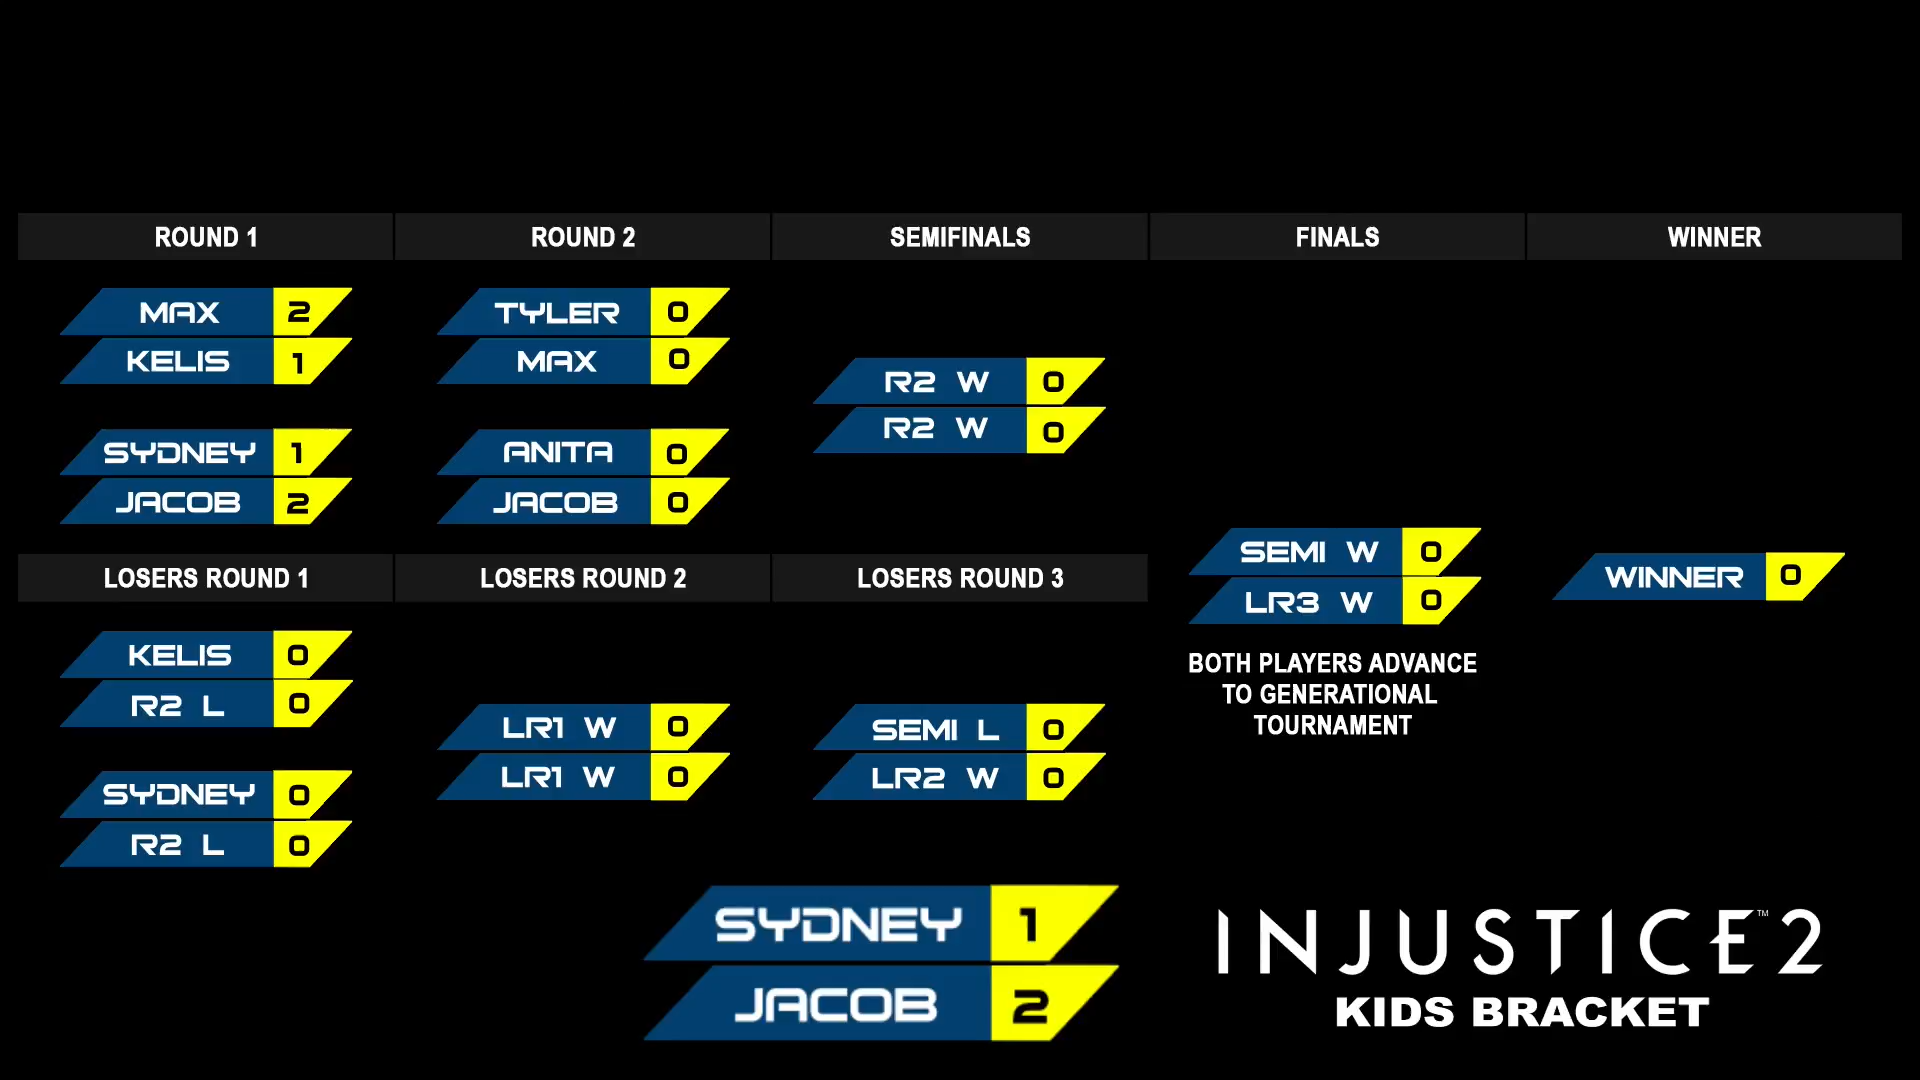 ROUND 1
ROUND 2
SEMIFINALS
FINALS
WINNER
MAX 2
KELIS 1
SYDNEY 1
JACOB 2
TYLER 0
MAX 0
ANITA 0
JACOB 0
R2 W 0
R2 W 0
SEMI W 0
LR3 W 0
BOTH PLAYERS ADVANCE
TO GENERATIONAL
TOURNAMENT
WINNER 0
LOSERS ROUND 1
LOSERS ROUND 2
LOSERS ROUND 3
KELIS 0
R2 L 0
SYDNEY 0
R2 L 0
LR1 W 0
LR1 W 0
SEMI L 0
LR2 W 0
SYDNEY 1
JACOB 2
INJUSTICE™2
KIDS BRACKET